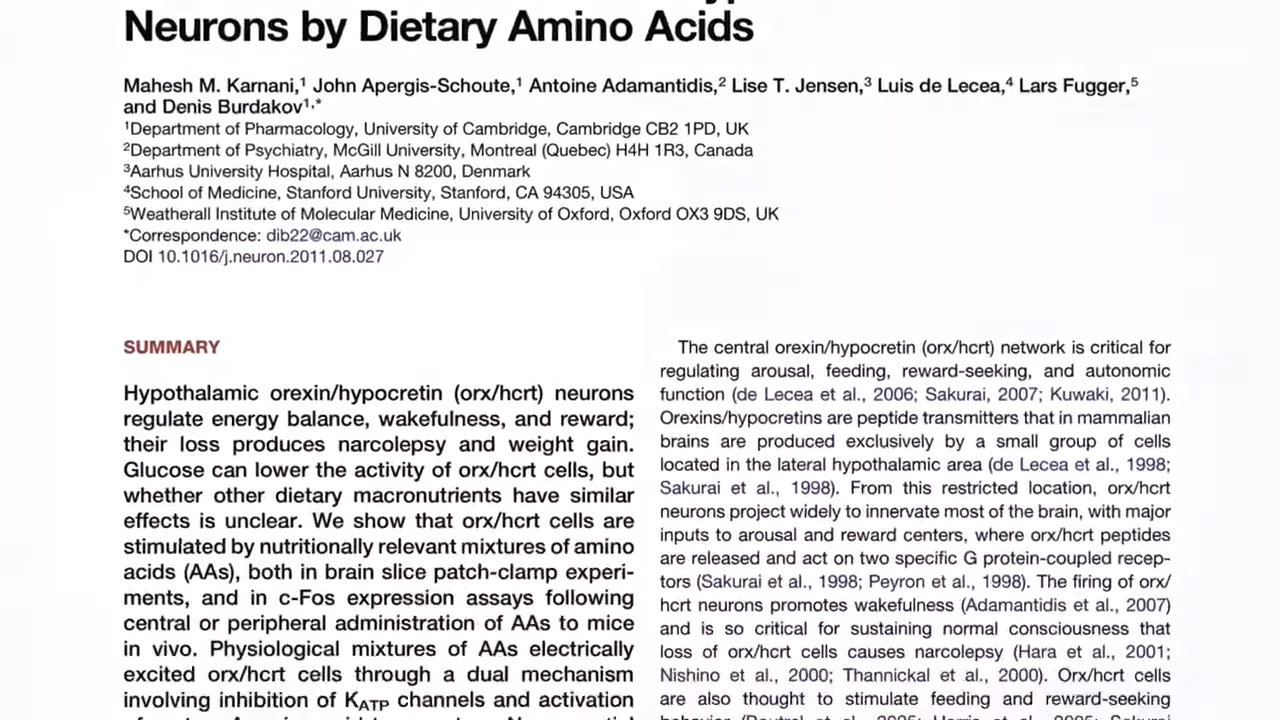 Neurons by Dietary Amino Acids
Mahesh M. Karnani,1 John Apergis-Schoute,1 Antoine Adamantidis,2 Lise T. Jensen,3 Luis de Lecea,4 Lars Fugger,5
and Denis Burdakov1,*
1Department of Pharmacology, University of Cambridge, Cambridge CB2 1PD, UK
2Department of Psychiatry, McGill University, Montreal (Quebec) H4H 1R3, Canada
3Aarhus University Hospital, Aarhus N 8200, Denmark
4School of Medicine, Stanford University, Stanford, CA 94305, USA
5Weatherall Institute of Molecular Medicine, University of Oxford, Oxford OX3 9DS, UK
*Correspondence: dib22@cam.ac.uk
DOI 10.1016/j.neuron.2011.08.027
SUMMARY
Hypothalamic orexin/hypocretin (orx/hcrt) neurons
regulate energy balance, wakefulness, and reward;
their loss produces narcolepsy and weight gain.
Glucose can lower the activity of orx/hcrt cells, but
whether other dietary macronutrients have similar
effects is unclear. We show that orx/hcrt cells are
stimulated by nutritionally relevant mixtures of amino
acids (AAs), both in brain slice patch-clamp experi-
ments, and in c-Fos expression assays following
central or peripheral administration of AAs to mice
in vivo. Physiological mixtures of AAs electrically
excited orx/hcrt cells through a dual mechanism
involving inhibition of KATP channels and activation
The central orexin/hypocretin (orx/hcrt) network is critical for
regulating arousal, feeding, reward-seeking, and autonomic
function (de Lecea et al., 2006; Sakurai, 2007; Kuwaki, 2011).
Orexins/hypocretins are peptide transmitters that in mammalian
brains are produced exclusively by a small group of cells
located in the lateral hypothalamic area (de Lecea et al., 1998;
Sakurai et al., 1998). From this restricted location, orx/hcrt
neurons project widely to innervate most of the brain, with major
inputs to arousal and reward centers, where orx/hcrt peptides
are released and act on two specific G protein-coupled recep-
tors (Sakurai et al., 1998; Peyron et al., 1998). The firing of orx/
hcrt neurons promotes wakefulness (Adamantidis et al., 2007)
and is so critical for sustaining normal consciousness that
loss of orx/hcrt cells causes narcolepsy (Hara et al., 2001;
Nishino et al., 2000; Thannickal et al., 2000). Orx/hcrt cells
are also thought to stimulate feeding and reward-seeking